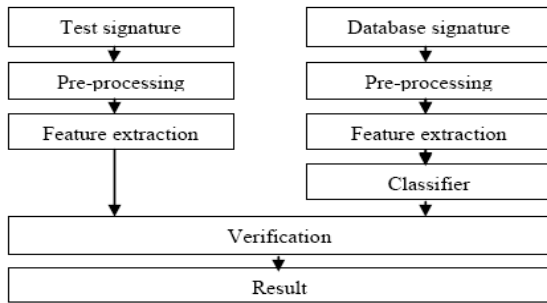 Test signature
Database signature
Pre-processing
Pre-processing
Feature extraction
Feature extraction
Classifier
Verification
Result